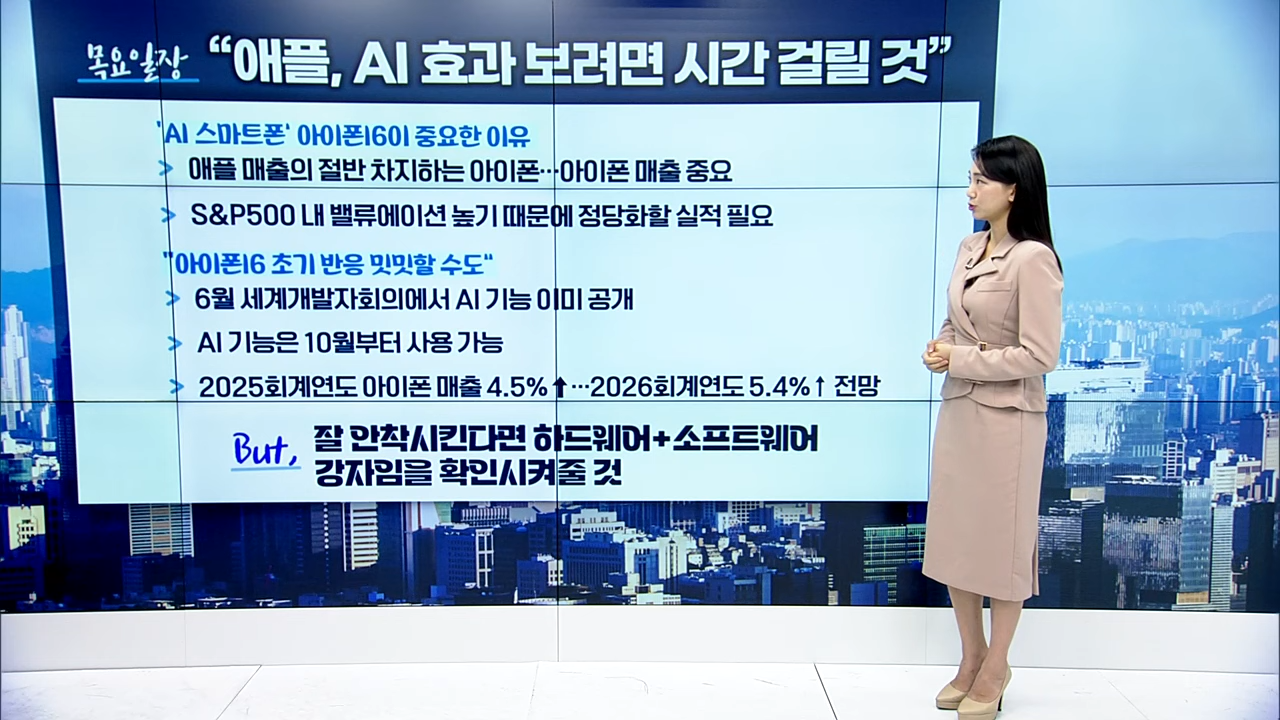 목요일장 “애플, AI 효과 보려면 시간 걸릴 것”
'AI 스마트폰' 아이폰16이 중요한 이유
> 애플 매출의 절반 차지하는 아이폰…아이폰 매출 중요
> S&P500 내 밸류에이션 높기 때문에 정당화할 실적 필요
"아이폰16 초기 반응 밋밋할 수도"
> 6월 세계개발자회의에서 AI 기능 이미 공개
> AI 기능은 10월부터 사용 가능
> 2025회계연도 아이폰 매출 4.5%↑…2026회계연도 5.4%↑ 전망
But, 잘 안착시킨다면 하드웨어+소프트웨어
강자임을 확인시켜줄 것